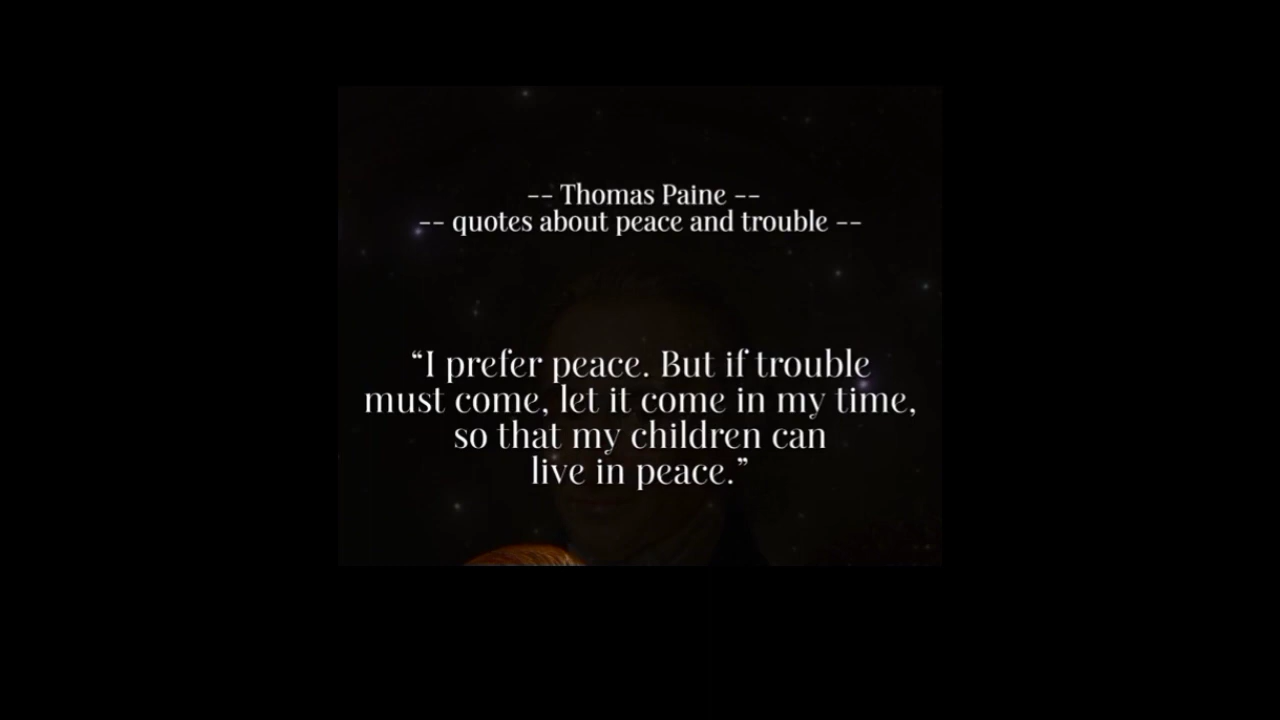 -- Thomas Paine --
-- quotes about peace and trouble --
“I prefer peace. But if trouble
must come, let it come in my time,
so that my children can
live in peace.”